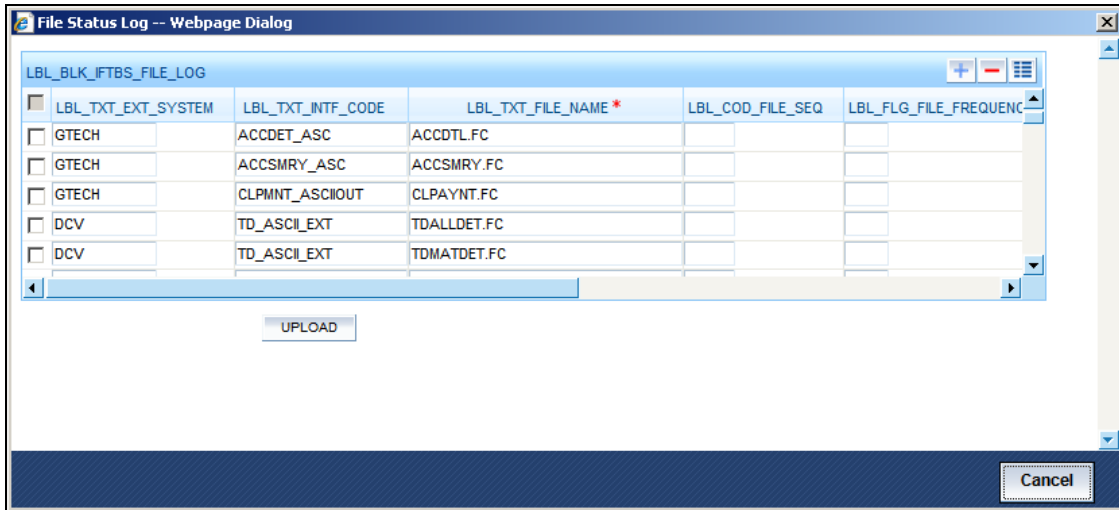 File Status Log -- Webpage Dialog
LBL_BLK_IFTBS_FILE_LOG
LBL_TXT_EXT_SYSTEM LBL_TXT_INTF_CODE LBL_TXT_FILE_NAME * LBL_COD_FILE_SEQ LBL_FLG_FILE_FREQUENC
GTECH ACCDET_ASC ACCDTL.FC
GTECH ACCSMRY_ASC ACCSMRY.FC
GTECH CLPMNT_ASCIIOUT CLPAYNT.FC
DCV TD_ASCII_EXT TDALLDET.FC
DCV TD_ASCII_EXT TDMATDET.FC
UPLOAD
Cancel